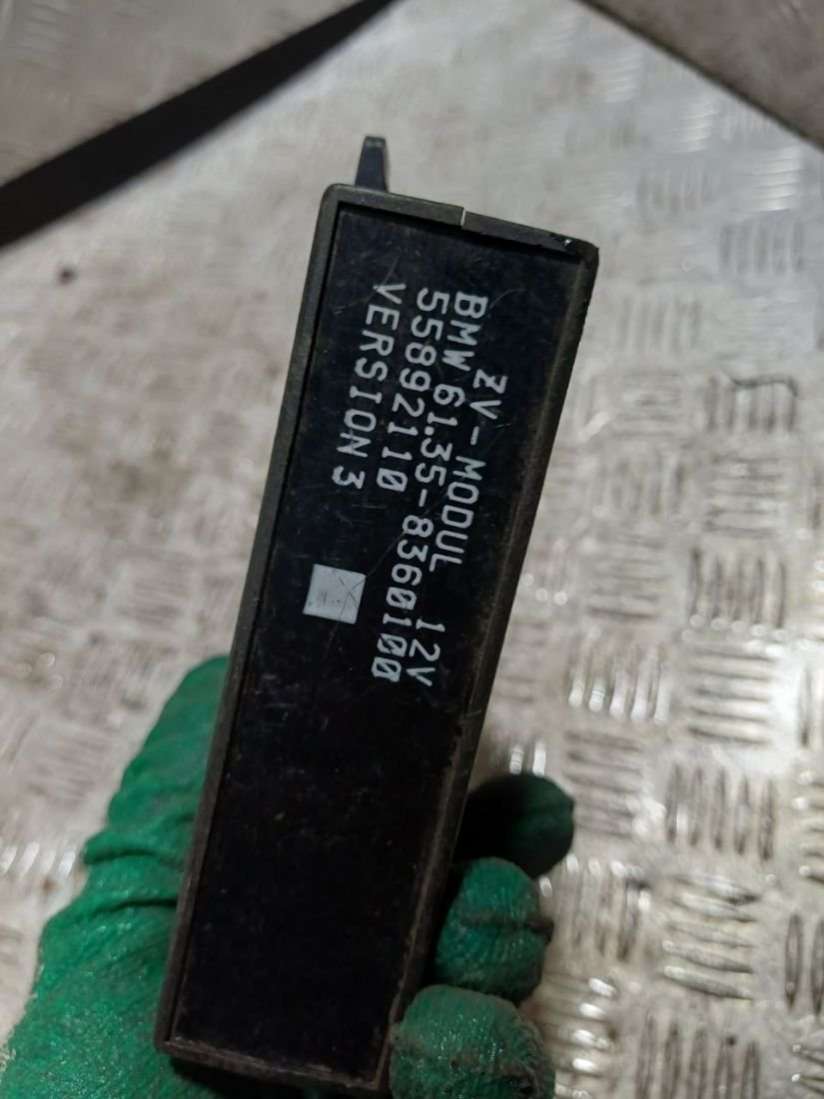 ZV-MODUL 12V
BMW 61.35-8360100
55892110
VERSION 3